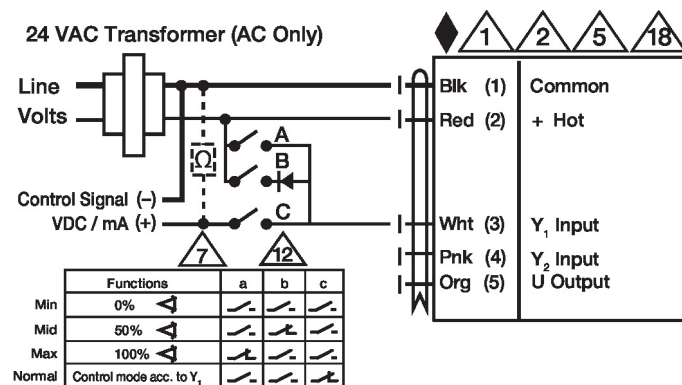 24 VAC Transformer (AC Only)
1 2 5 18
Line
Volts
Blk (1) Common
Red (2) + Hot
A
Ω
B
Control Signal (–)
VDC / mA (+)
C
Wht (3) Y1 Input
7 12
Pnk (4) Y2 Input
Org (5) U Output
Functions a b c
Min 0%
Mid 50%
Max 100%
Normal Control mode acc. to Y1